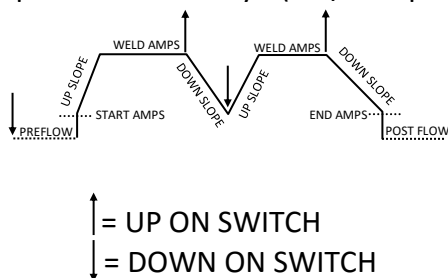 WELD AMPS
WELD AMPS
UP SLOPE
DOWN SLOPE
UP SLOPE
DOWN SLOPE
START AMPS
END AMPS
PREFLOW
POST FLOW
= UP ON SWITCH
= DOWN ON SWITCH